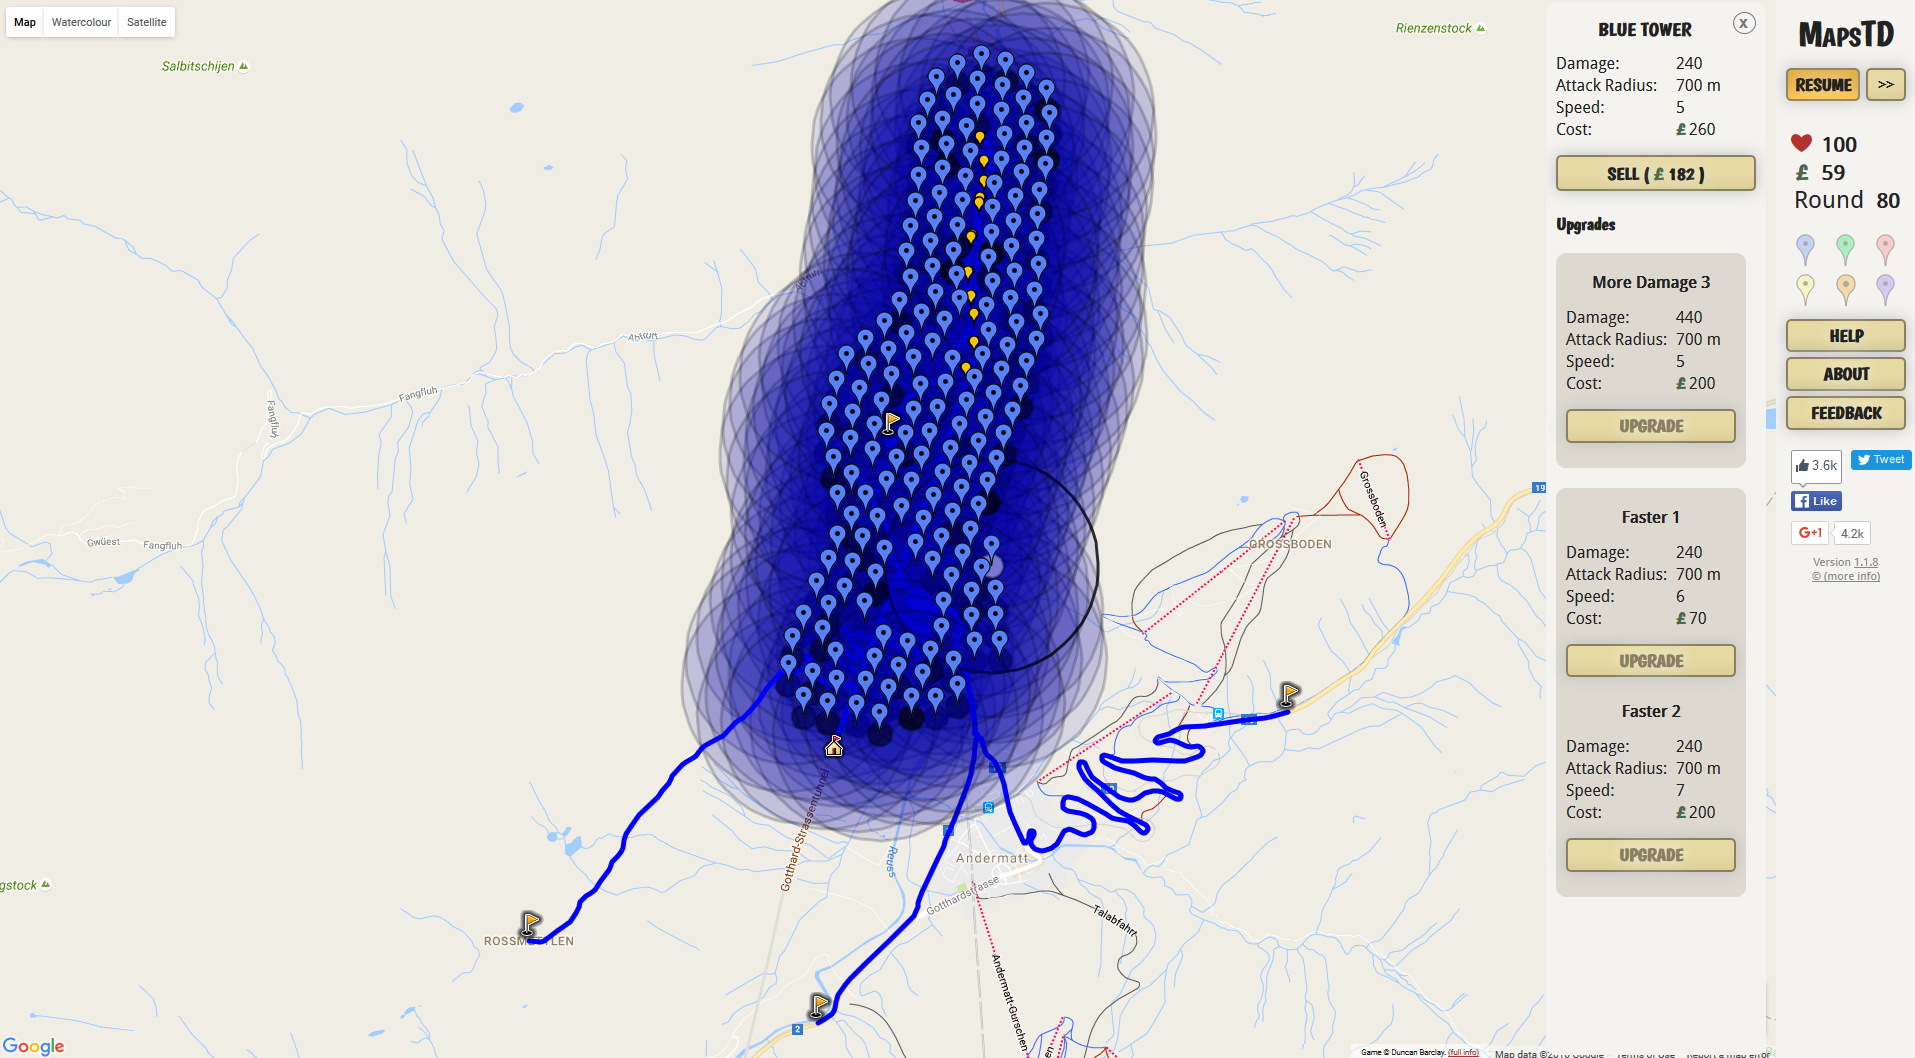 Map Watercolour Satellite
Salbitschijen
Rienzenstock
Abfruti
Fangfluh
Fangfluh
Gwüest
Fangfluh
Grossboden
GROSSBODEN
19
Gotthard-Strassentunnel
Reuss
Andermatt
Gotthardstrasse
Talabfahrt
Andermatt-Gurschen
ROSSMETTLEN
gstock
2
Google
Game © Duncan Barclay. (full info)
Map data ©2016 Google Terms of Use Report a map error
BLUE TOWER
X
Damage: 240
Attack Radius: 700 m
Speed: 5
Cost: £260
SELL ( £ 182 )
Upgrades
More Damage 3
Damage: 440
Attack Radius: 700 m
Speed: 5
Cost: £200
UPGRADE
Faster 1
Damage: 240
Attack Radius: 700 m
Speed: 6
Cost: £70
UPGRADE
Faster 2
Damage: 240
Attack Radius: 700 m
Speed: 7
Cost: £200
UPGRADE
MAPSTD
RESUME >>
100
£ 59
Round 80
HELP
ABOUT
FEEDBACK
3.6k
Tweet
Like
G+1 4.2k
Version 1.1.8
© (more info)